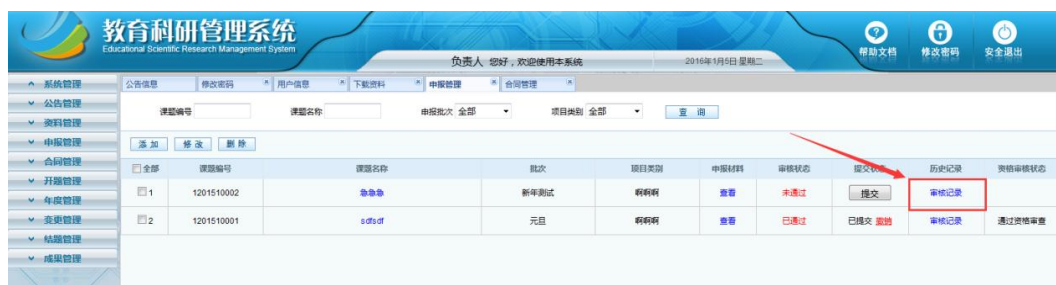 教育科研管理系统
Educational Scientific Research Management System
帮助文档 修改密码 安全退出
负责人 您好，欢迎使用本系统 2016年1月5日 星期二
系统管理
公告管理
资料管理
申报管理
合同管理
开题管理
年度管理
变更管理
结题管理
成果管理
公告信息 修改密码 用户信息 下载资料 申报管理 合同管理
课题编号 课题名称 申报批次 全部 项目类别 全部 查 询
添 加 修 改 删 除
全部 课题编号 课题名称 批次 项目类别 申报材料 审核状态 提交状态 历史记录 资格审核状态
1 1201510002 急急急 新年测试 啊啊啊 查看 未通过 提交 审核记录
2 1201510001 sdfsdf 元旦 啊啊啊 查看 已通过 已提交 撤销 审核记录 通过资格审查